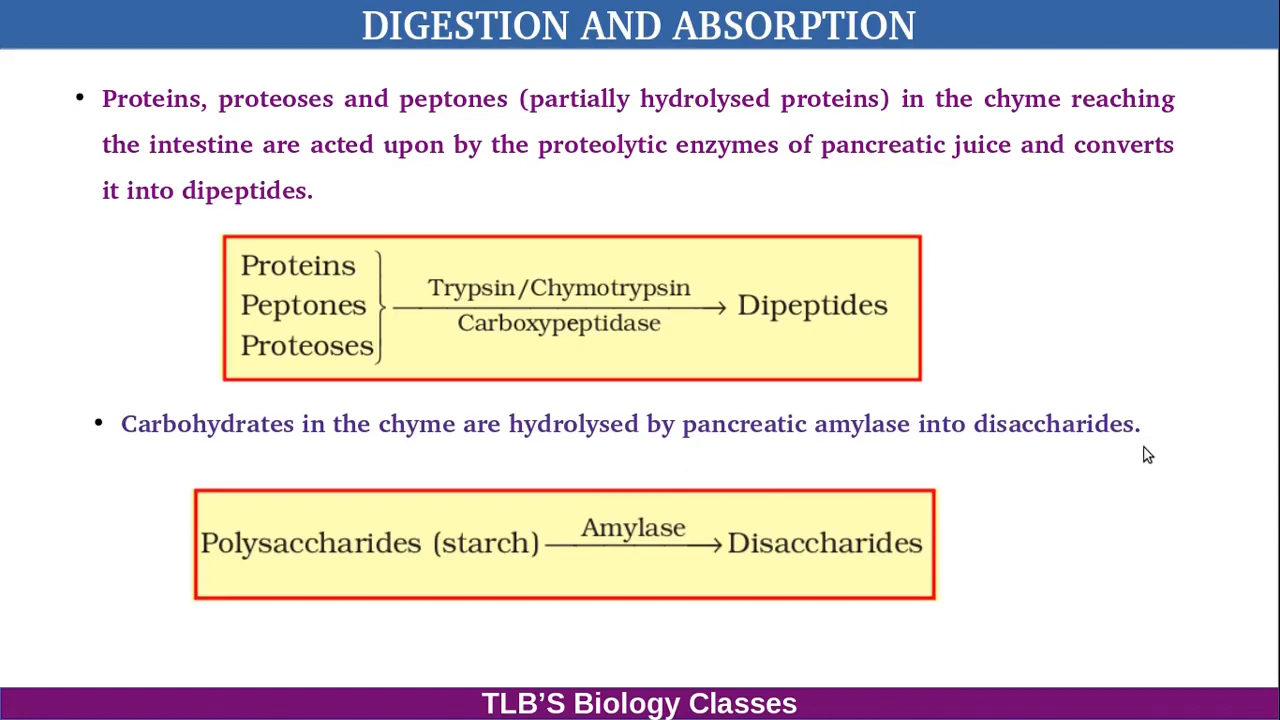 DIGESTION AND ABSORPTION
• Proteins, proteoses and peptones (partially hydrolysed proteins) in the chyme reaching
the intestine are acted upon by the proteolytic enzymes of pancreatic juice and converts
it into dipeptides.
Proteins
Peptones
Proteoses
Trypsin/Chymotrypsin
Carboxypeptidase
Dipeptides
• Carbohydrates in the chyme are hydrolysed by pancreatic amylase into disaccharides.
Polysaccharides (starch) Amylase → Disaccharides
TLB'S Biology Classes